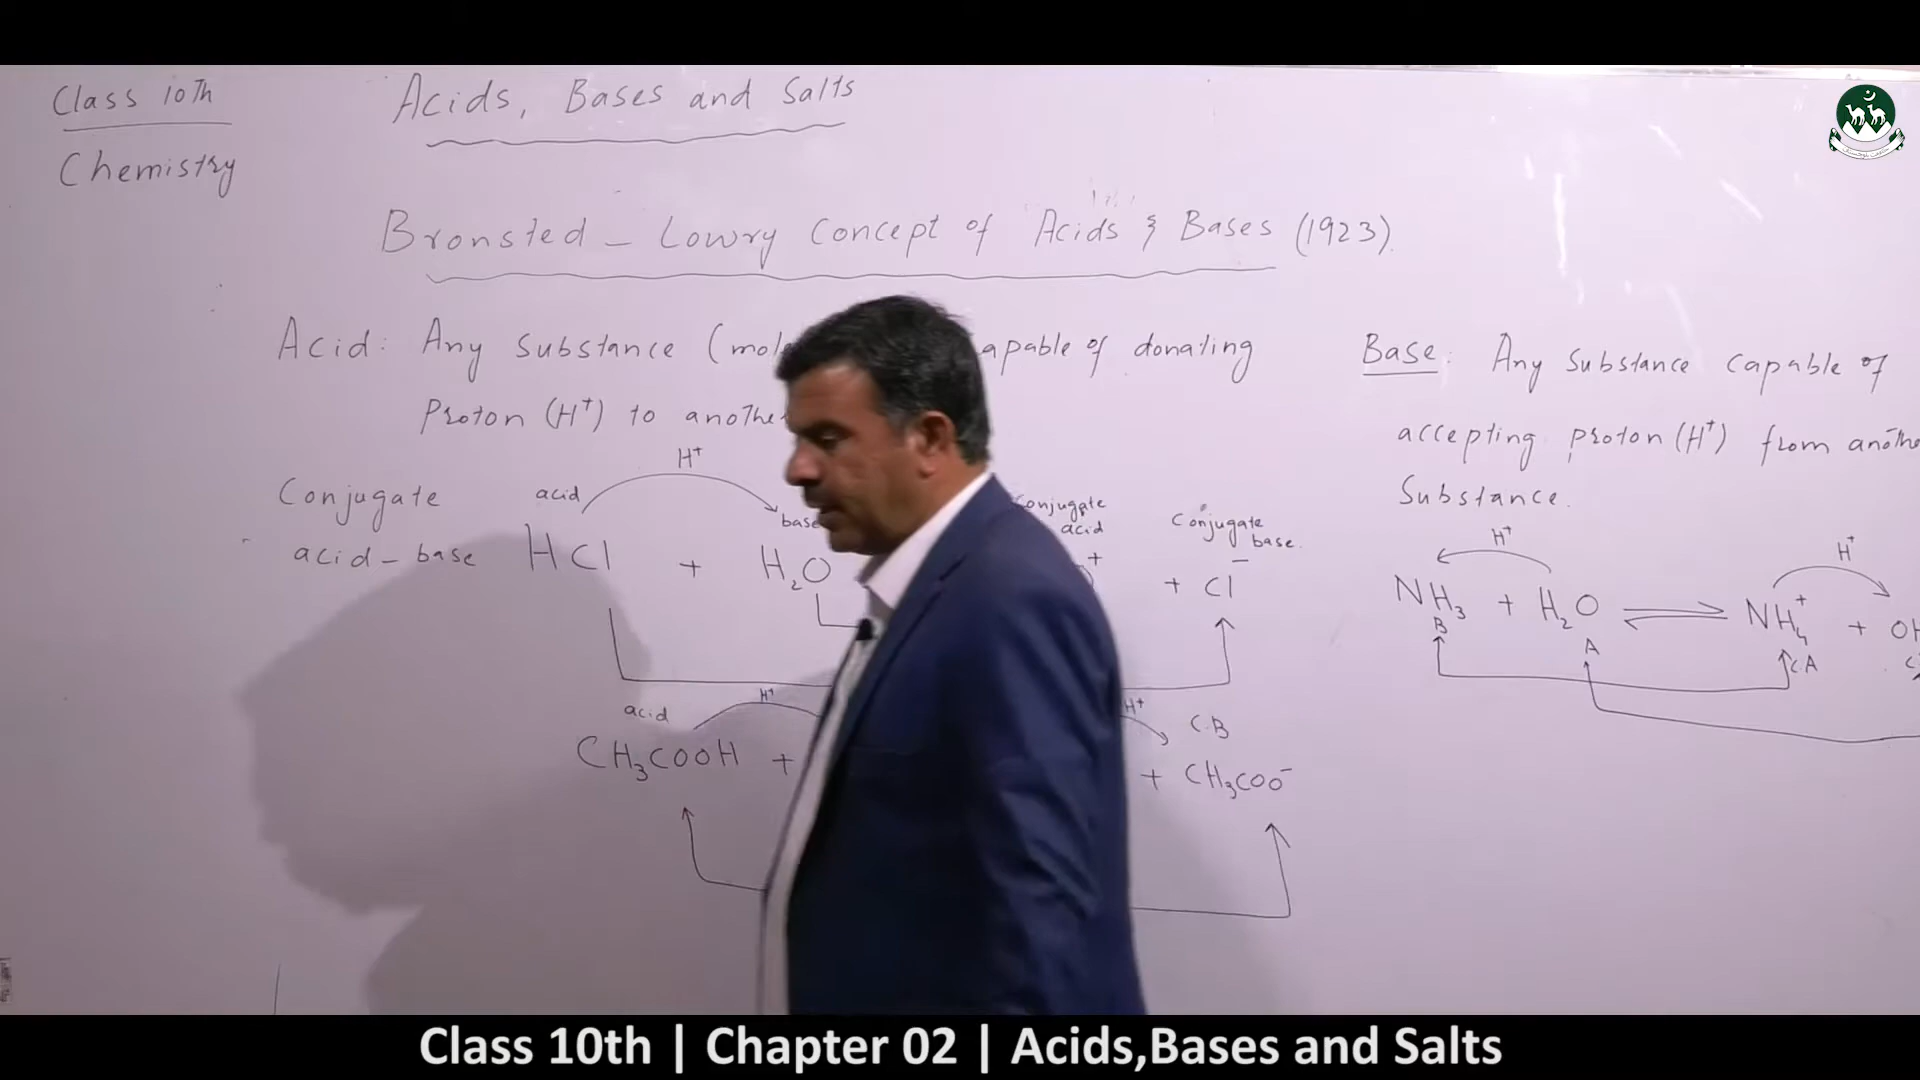 Class 10Th
Chemistry
Acids, Bases and Salts
Bronsted - Lowry Concept of Acids & Bases (1923).
Acid: Any Substance ( capable of donating
Proton (H⁺) to
Conjugate
acid - base
acid
H⁺
base
Conjugate
acid
Conjugate
base.
HCl + H₂O + + Cl⁻
acid
H⁺
H⁺
C.B
CH₃COOH + + CH₃COO⁻
Base: Any Substance capable of
accepting proton (H⁺) from
Substance.
H⁺
H⁺
NH₃ + H₂O ⇌ NH₄⁺ +
B
A
CA
Class 10th | Chapter 02 | Acids,Bases and Salts